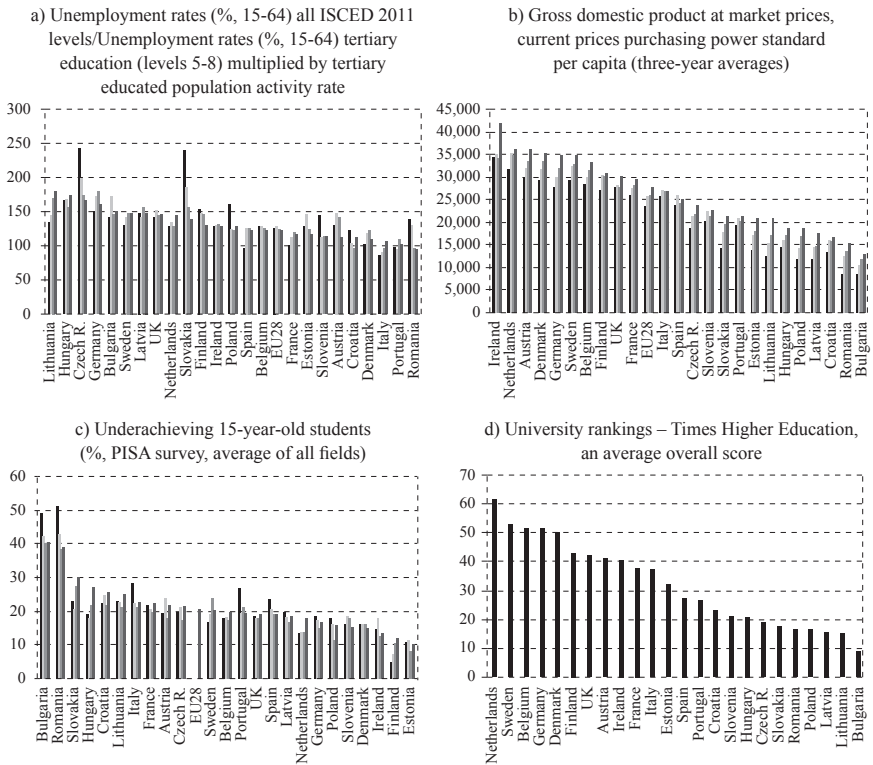 a) Unemployment rates (%, 15-64) all ISCED 2011
levels/Unemployment rates (%, 15-64) tertiary
education (levels 5-8) multiplied by tertiary
educated population activity rate
300
250
200
150
100
50
0
Lithuania
Hungary
Czech R.
Germany
Bulgaria
Sweden
Latvia
UK
Netherlands
Slovakia
Finland
Ireland
Poland
Spain
Belgium
EU28
France
Estonia
Slovenia
Austria
Croatia
Denmark
Italy
Portugal
Romania
b) Gross domestic product at market prices,
current prices purchasing power standard
per capita (three-year averages)
45,000
40,000
35,000
30,000
25,000
20,000
15,000
10,000
5,000
0
Ireland
Netherlands
Austria
Denmark
Germany
Sweden
Belgium
Finland
UK
France
EU28
Italy
Spain
Czech R.
Slovenia
Slovakia
Portugal
Estonia
Lithuania
Hungary
Poland
Latvia
Croatia
Romania
Bulgaria
c) Underachieving 15-year-old students
(%, PISA survey, average of all fields)
60
50
40
30
20
10
0
Bulgaria
Romania
Slovakia
Hungary
Croatia
Lithuania
Italy
France
Austria
Czech R.
EU28
Sweden
Belgium
Portugal
UK
Spain
Latvia
Netherlands
Germany
Poland
Slovenia
Denmark
Ireland
Finland
Estonia
d) University rankings – Times Higher Education,
an average overall score
70
60
50
40
30
20
10
0
Netherlands
Sweden
Belgium
Germany
Denmark
Finland
UK
Austria
Ireland
France
Italy
Estonia
Spain
Portugal
Croatia
Slovenia
Hungary
Czech R.
Slovakia
Romania
Poland
Latvia
Lithuania
Bulgaria